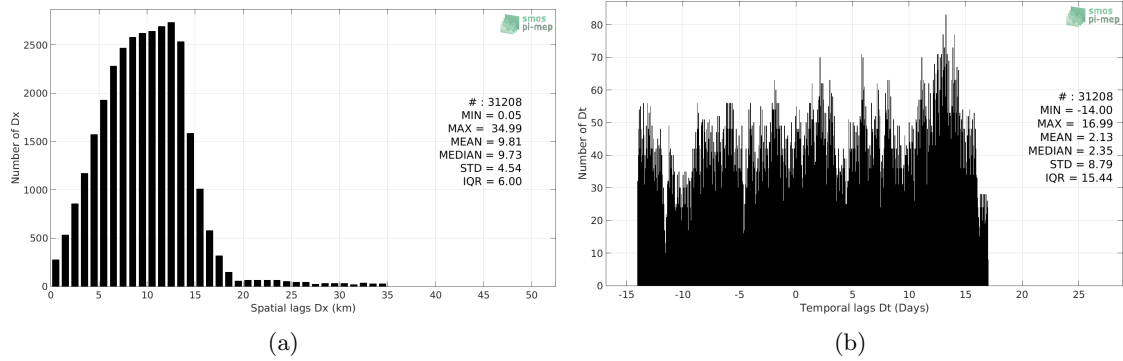 smos
pi-mep
Number of Dx
2500
2000
1500
1000
500
0
# : 31208
MIN = 0.05
MAX = 34.99
MEAN = 9.81
MEDIAN = 9.73
STD = 4.54
IQR = 6.00
0 5 10 15 20 25 30 35 40 45 50
Spatial lags Dx (km)
(a)
smos
pi-mep
Number of Dt
80
70
60
50
40
30
20
10
0
# : 31208
MIN = -14.00
MAX = 16.99
MEAN = 2.13
MEDIAN = 2.35
STD = 8.79
IQR = 15.44
-15 -10 -5 0 5 10 15 20 25
Temporal lags Dt (Days)
(b)